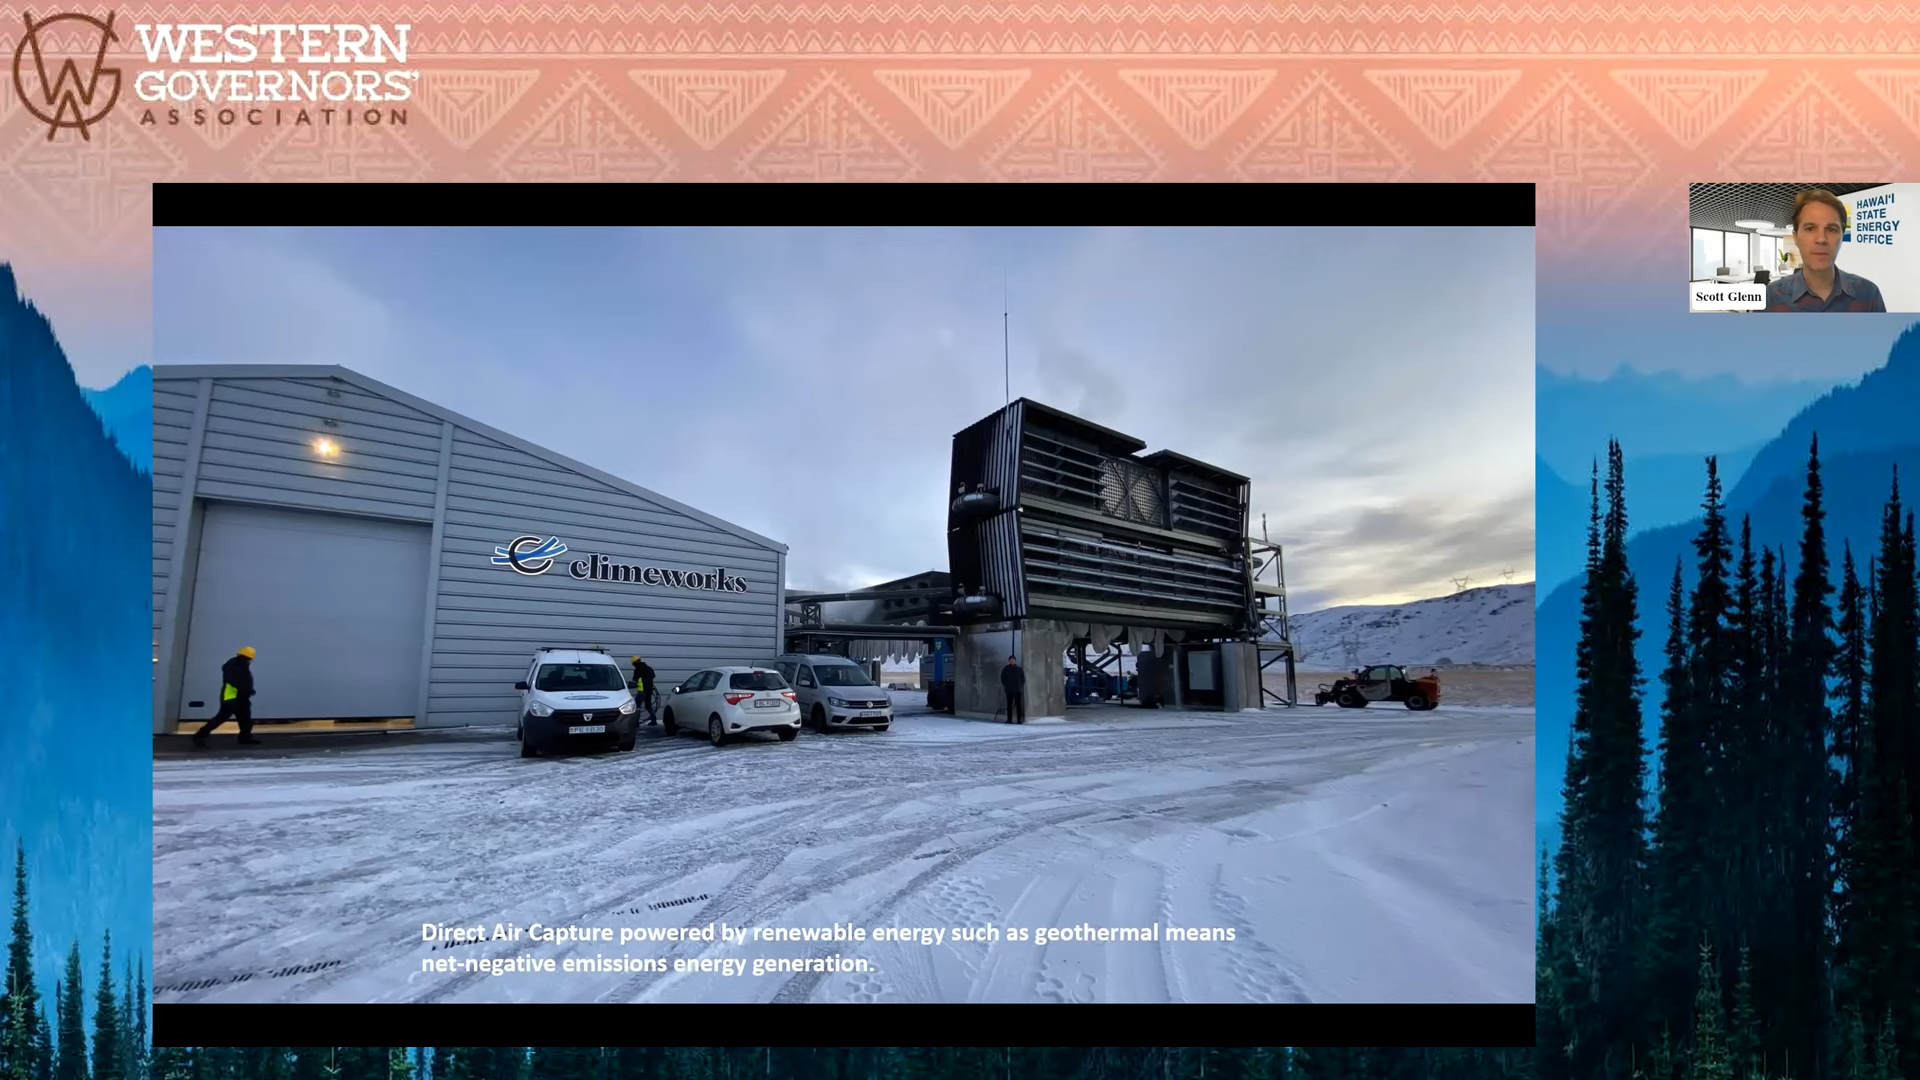 WESTERN
GOVERNORS'
ASSOCIATION
HAWAI'I
STATE
ENERGY
OFFICE
Scott Glenn
climeworks
Direct Air Capture powered by renewable energy such as geothermal means
net-negative emissions energy generation.